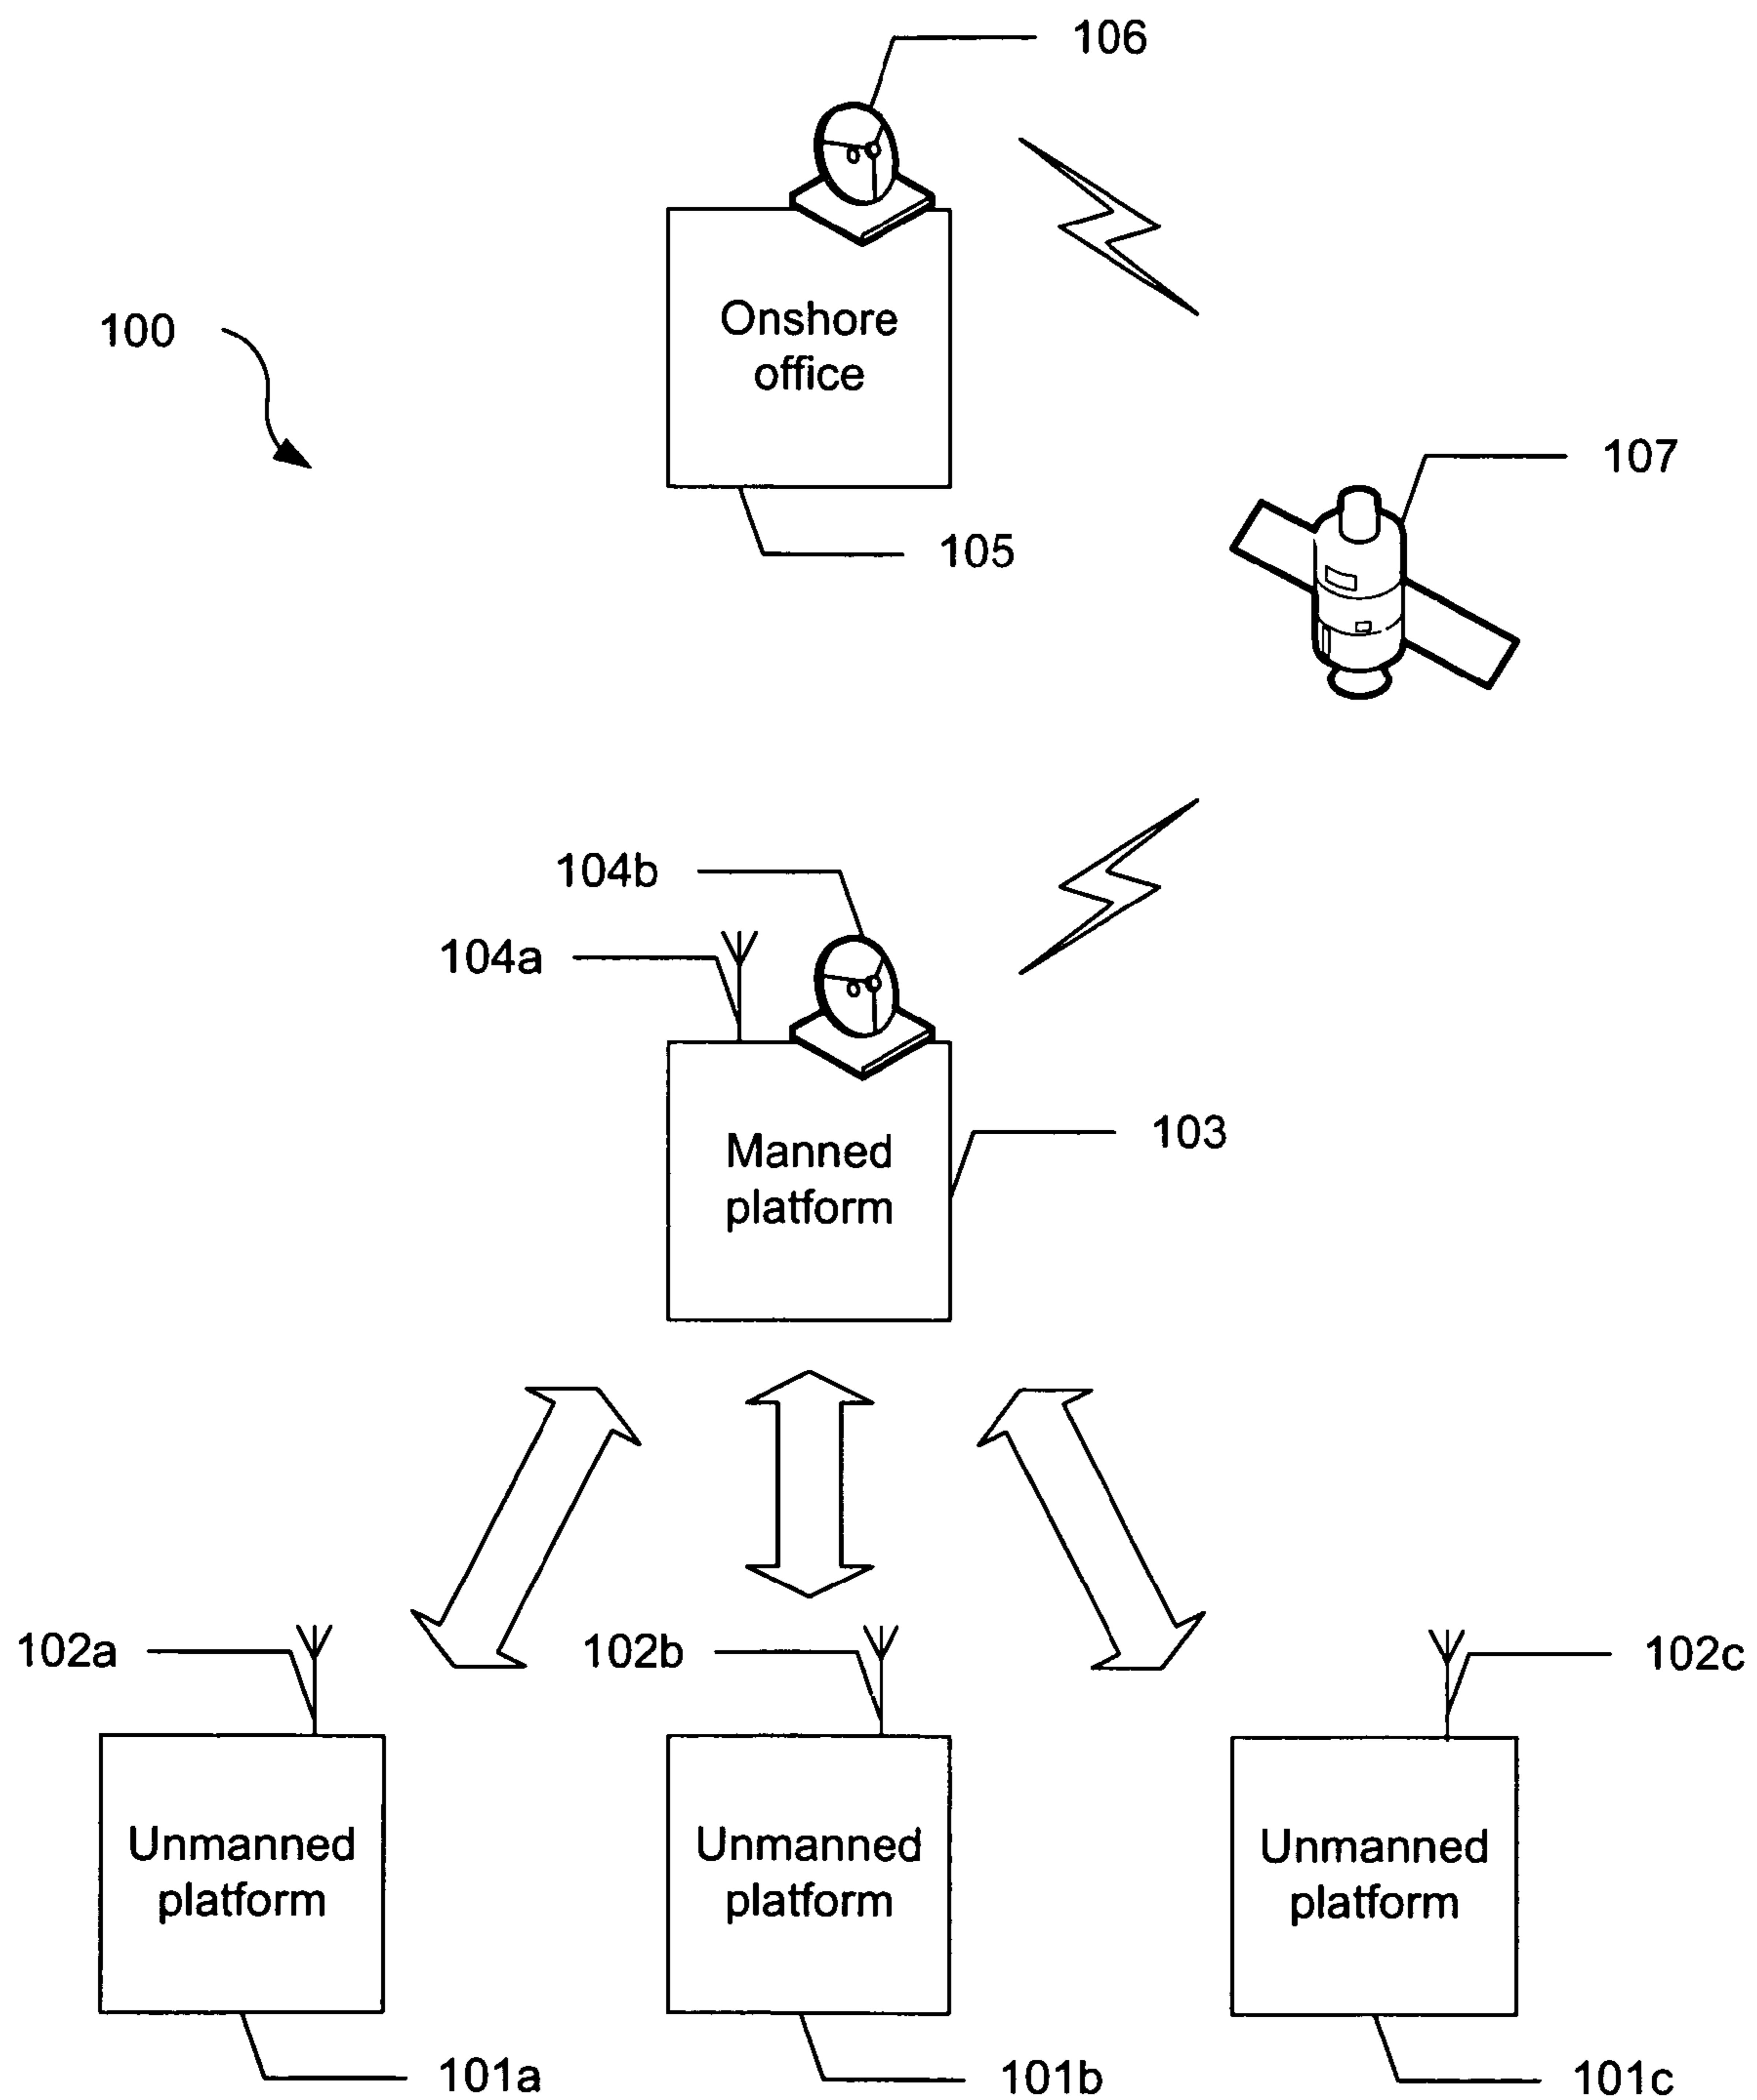 106
Onshore
office
100
107
105
104b
104a
103
Manned
platform
102a
102b
102c
Unmanned
platform
Unmanned
platform
Unmanned
platform
101a
101b
101c